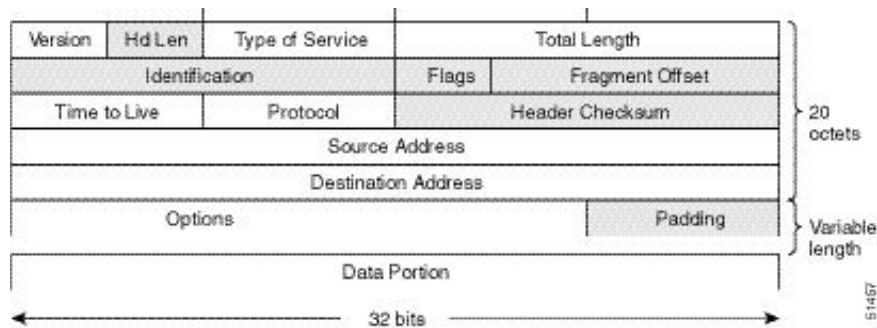 Version Hd Len Type of Service Total Length
Identification Flags Fragment Offset
Time to Live Protocol Header Checksum
20
octets
Source Address
Destination Address
Options Padding
Variable
length
Data Portion
32 bits
51457